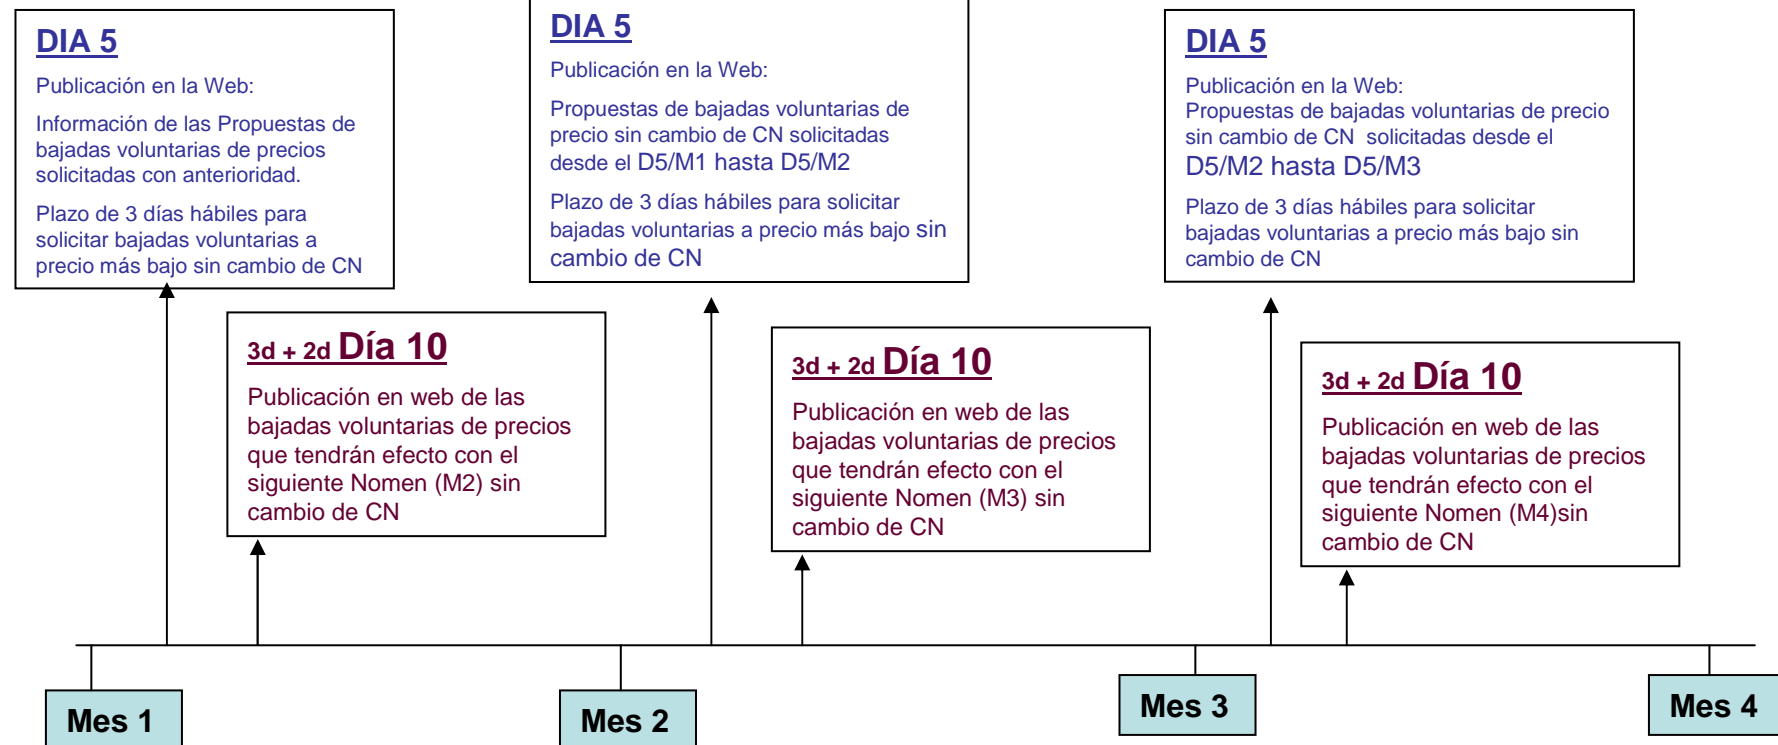 DIA 5
Publicación en la Web:
Información de las Propuestas de
bajadas voluntarias de precios
solicitadas con anterioridad.
Plazo de 3 días hábiles para
solicitar bajadas voluntarias a
precio más bajo sin cambio de CN
DIA 5
Publicación en la Web:
Propuestas de bajadas voluntarias de
precio sin cambio de CN solicitadas
desde el D5/M1 hasta D5/M2
Plazo de 3 días hábiles para solicitar
bajadas voluntarias a precio más bajo sin
cambio de CN
DIA 5
Publicación en la Web:
Propuestas de bajadas voluntarias de precio
sin cambio de CN  solicitadas desde el
D5/M2 hasta D5/M3
Plazo de 3 días hábiles para solicitar
bajadas voluntarias a precio más bajo sin
cambio de CN
3d + 2d Día 10
Publicación en web de las
bajadas voluntarias de precios
que tendrán efecto con el
siguiente Nomen (M2) sin
cambio de CN
3d + 2d Día 10
Publicación en web de las
bajadas voluntarias de precios
que tendrán efecto con el
siguiente Nomen (M3) sin
cambio de CN
3d + 2d Día 10
Publicación en web de las
bajadas voluntarias de precios
que tendrán efecto con el
siguiente Nomen (M4)sin
cambio de CN
Mes 1
Mes 2
Mes 3
Mes 4